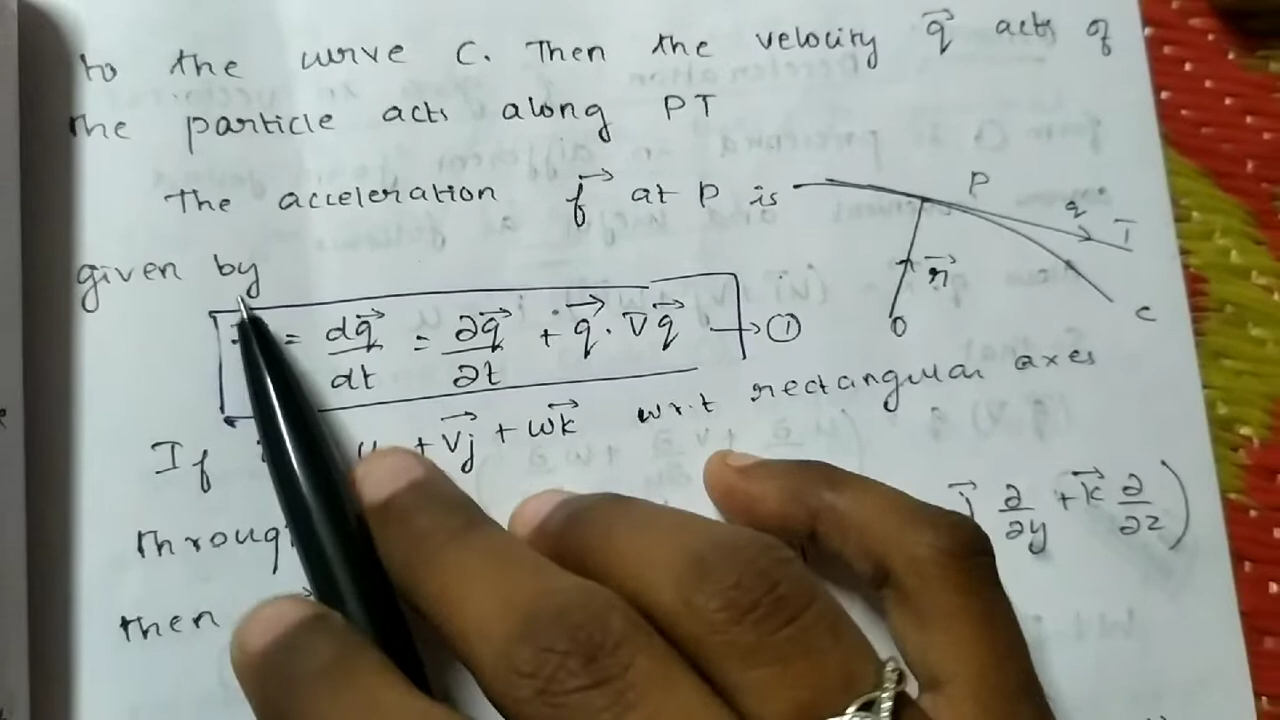 to the curve C. Then the velocity q⃗ acts of
the particle acts along PT
The acceleration f⃗ at P is
given by
= dq⃗/dt = ∂q⃗/∂t + q⃗ . ∇q⃗ → ①
P
q
T
r⃗
O
C
If u + v⃗j + wk⃗ w.r.t rectangular axes
j⃗ ∂/∂y + k⃗ ∂/∂z)
then